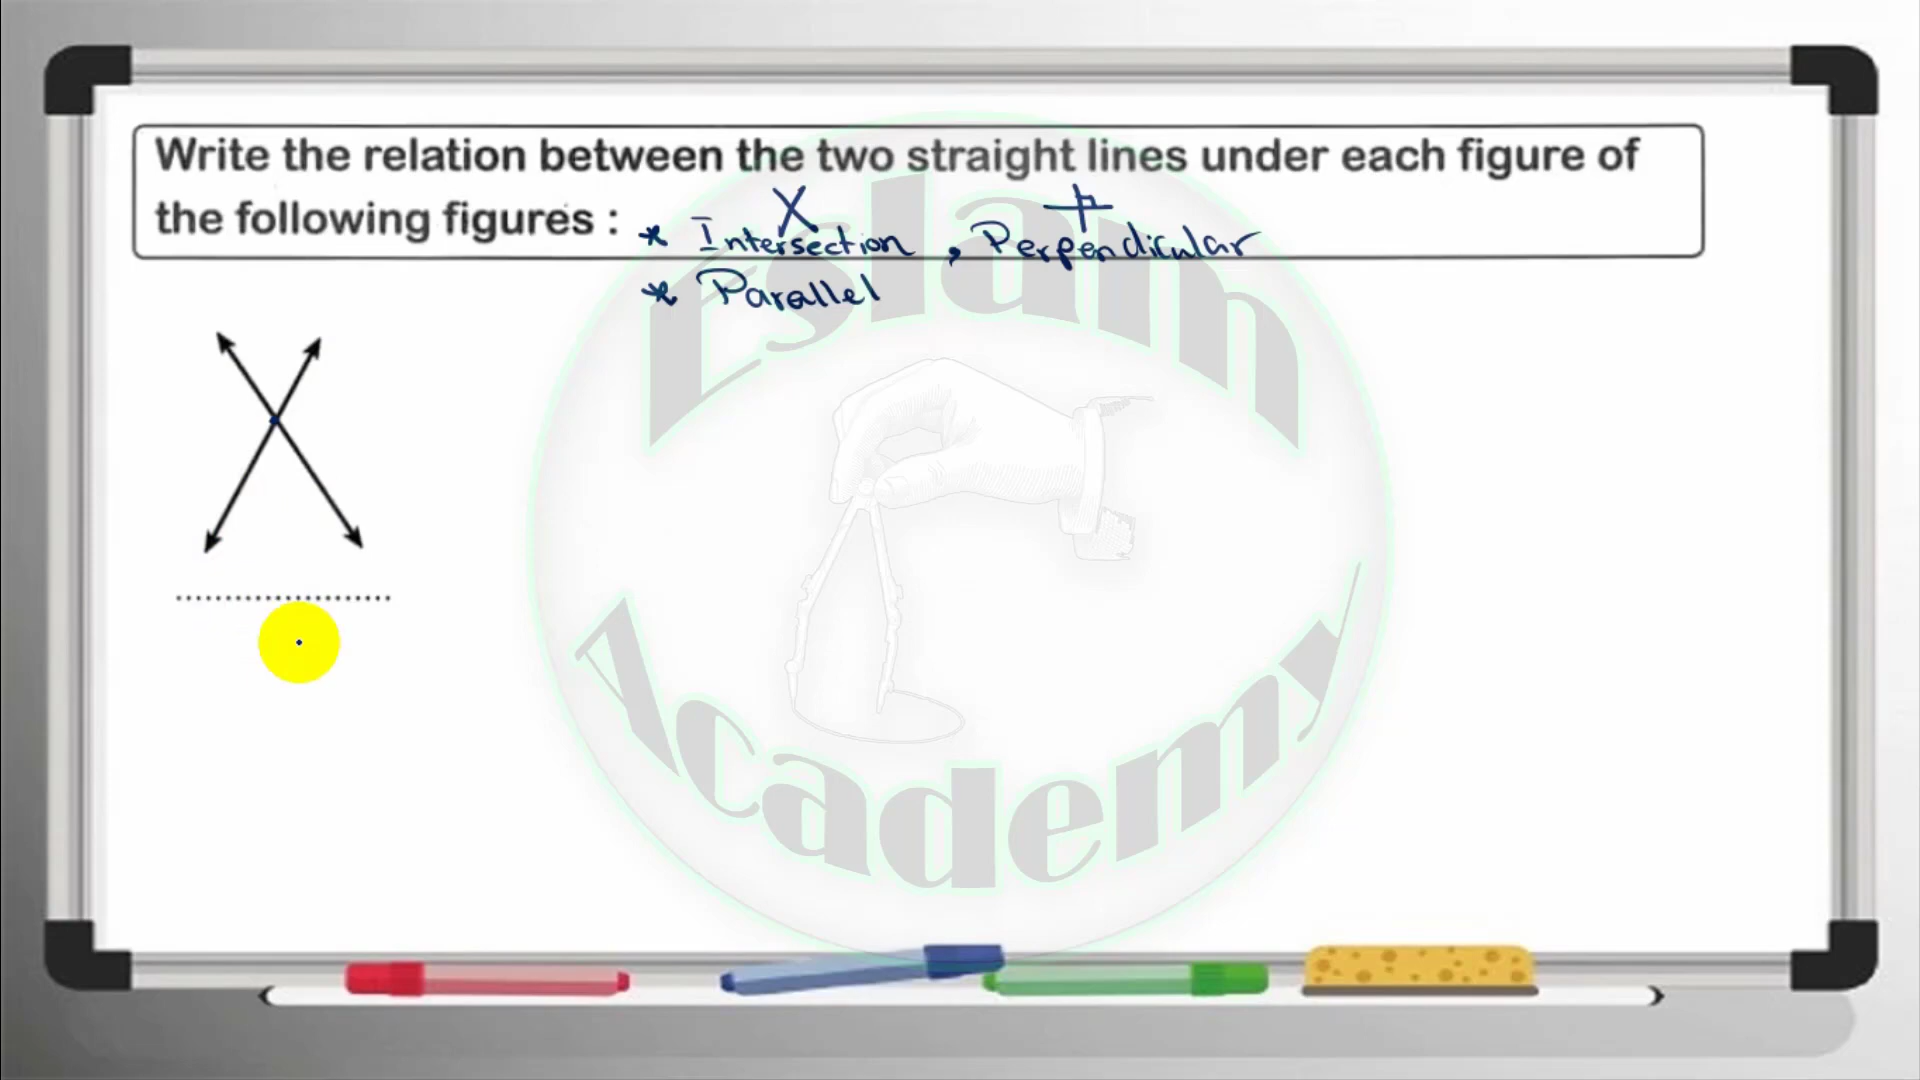 Write the relation between the two straight lines under each figure of
the following figures :
* Intersection , Perpendicular
* Parallel
....................
Eslam
Academy